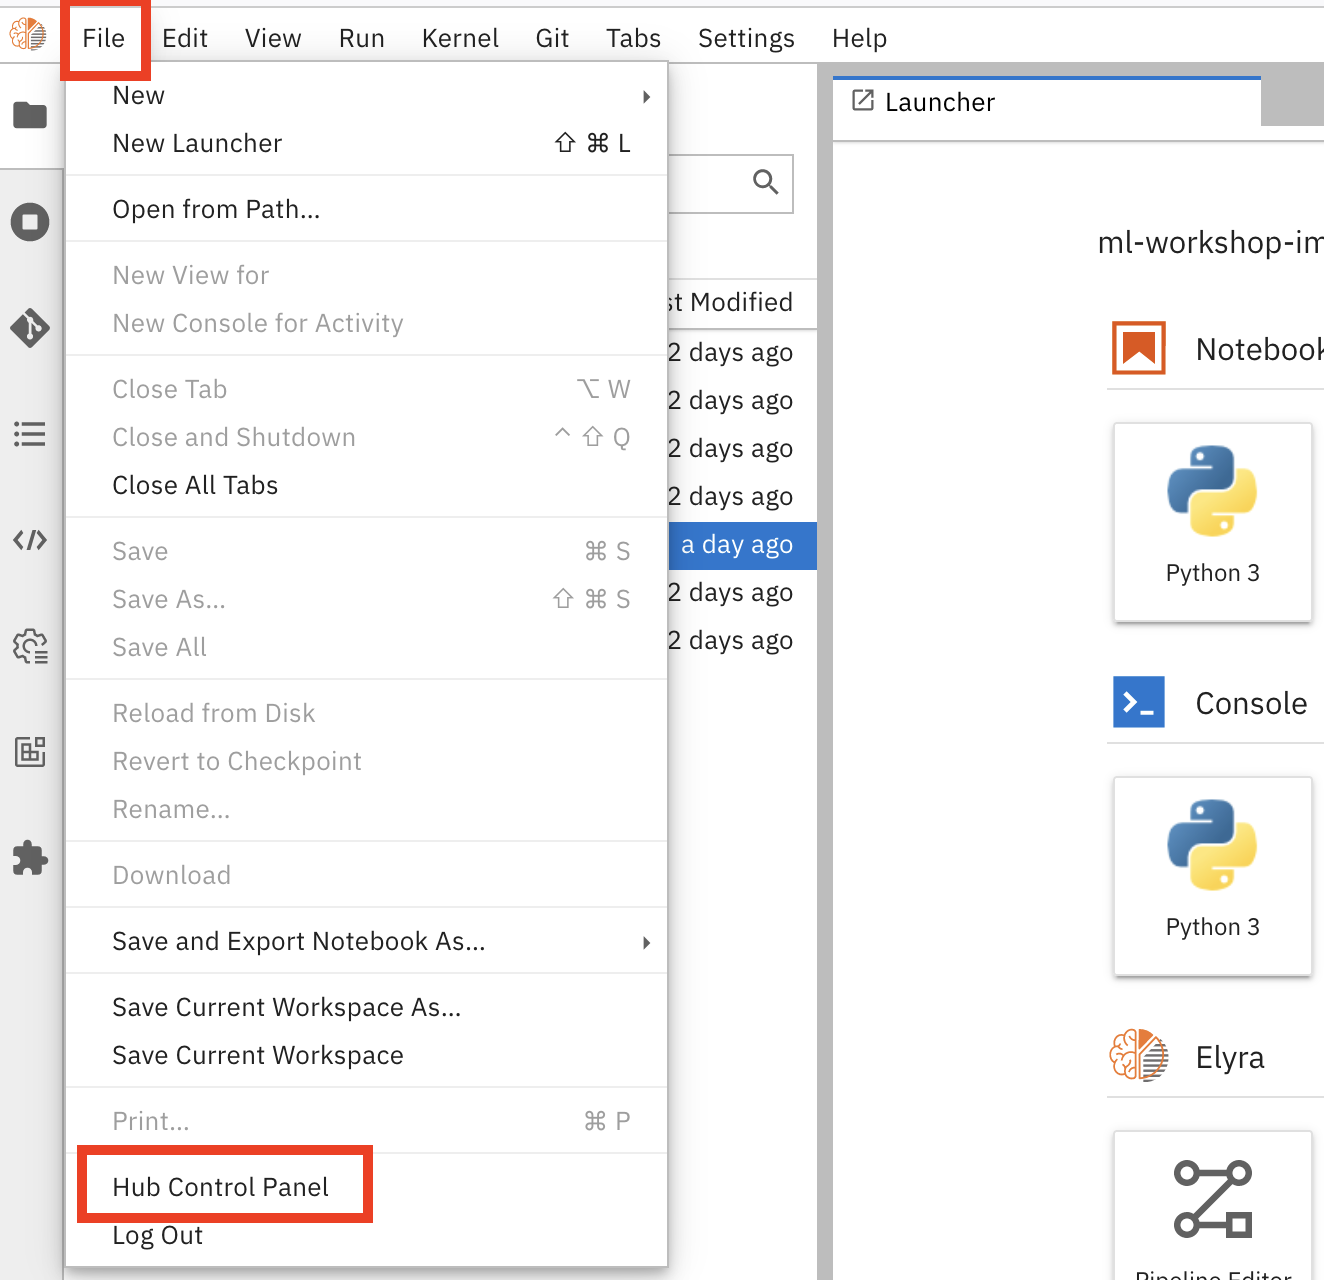 File Edit View Run Kernel Git Tabs Settings Help
New
New Launcher ⇧ ⌘ L
Open from Path...
New View for
New Console for Activity
Close Tab ⌥ W
Close and Shutdown ^ ⇧ Q
Close All Tabs
Save ⌘ S
Save As... ⇧ ⌘ S
Save All
Reload from Disk
Revert to Checkpoint
Rename...
Download
Save and Export Notebook As...
Save Current Workspace As...
Save Current Workspace
Print... ⌘ P
Hub Control Panel
Log Out
st Modified
2 days ago
2 days ago
2 days ago
2 days ago
a day ago
2 days ago
2 days ago
Launcher
ml-workshop-im
Notebook
Python 3
Console
Python 3
Elyra
Pipeline Editor